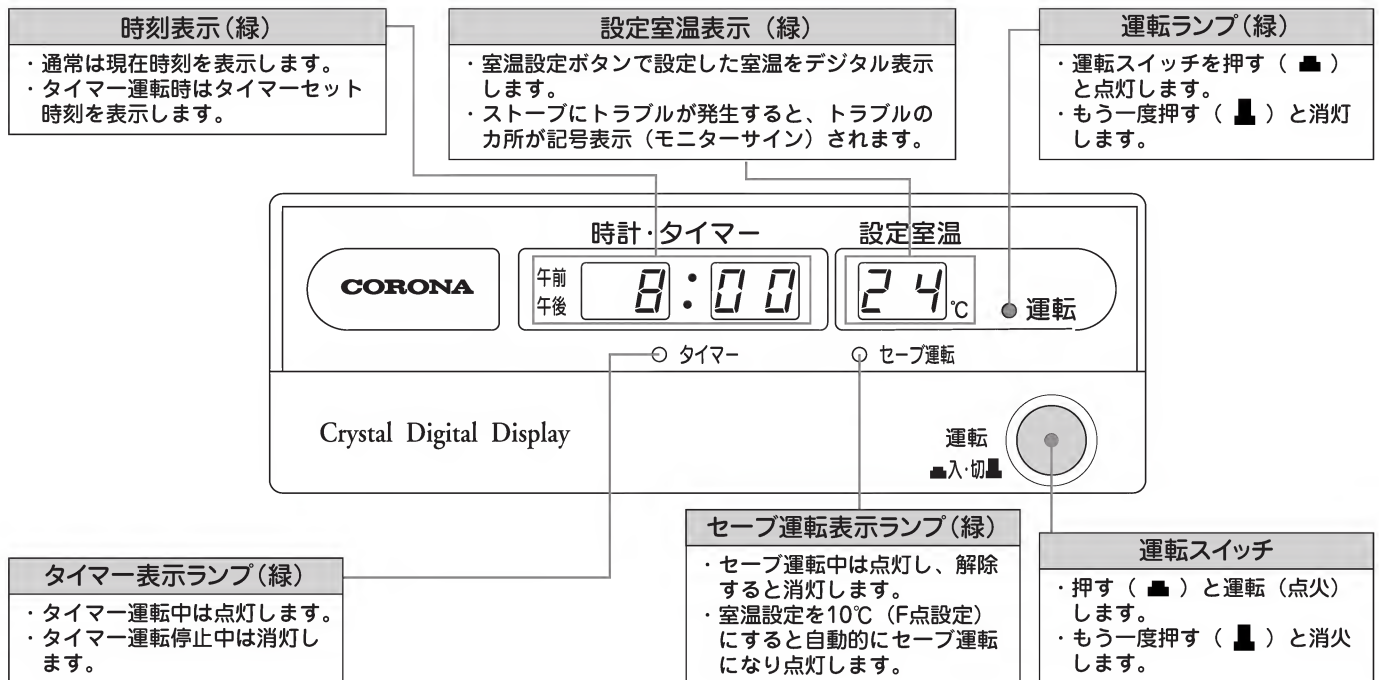 時刻表示（緑）
・通常は現在時刻を表示します。
・タイマー運転時はタイマーセット
時刻を表示します。
設定室温表示（緑）
・室温設定ボタンで設定した室温をデジタル表示
します。
・ストーブにトラブルが発生すると、トラブルの
カ所が記号表示（モニターサイン）されます。
運転ランプ（緑）
・運転スイッチを押す（ ）
と点灯します。
・もう一度押す（ ）と消灯
します。
時計・タイマー
設定室温
CORONA
午前
午後
8:00
24℃
運転
タイマー
セーブ運転
Crystal Digital Display
運転
入・切
タイマー表示ランプ（緑）
・タイマー運転中は点灯します。
・タイマー運転停止中は消灯し
ます。
セーブ運転表示ランプ（緑）
・セーブ運転中は点灯し、解除
すると消灯します。
・室温設定を10℃（F点設定）
にすると自動的にセーブ運転
になり点灯します。
運転スイッチ
・押す（ ）と運転（点火）
します。
・もう一度押す（ ）と消火
します。